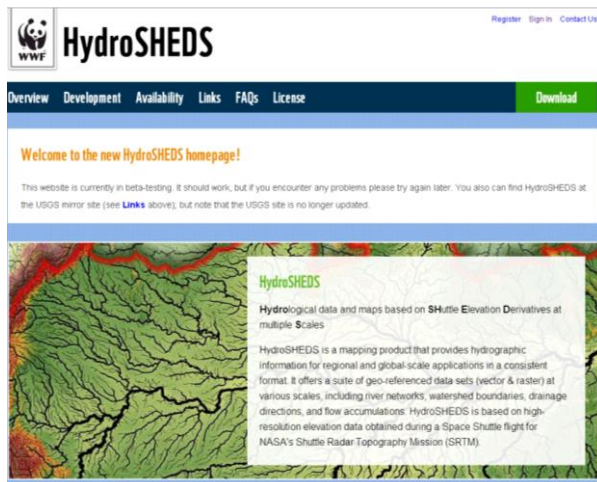 Register Sign In Contact Us
WWF
HydroSHEDS
Overview Development Availability Links FAQs License Download
Welcome to the new HydroSHEDS homepage!
This website is currently in beta-testing. It should work, but if you encounter any problems please try again later. You also can find HydroSHEDS at
the USGS mirror site (see Links above), but note that the USGS site is no longer updated.
HydroSHEDS
Hydrological data and maps based on SHuttle Elevation Derivatives at
multiple Scales
HydroSHEDS is a mapping product that provides hydrographic
information for regional and global-scale applications in a consistent
format. It offers a suite of geo-referenced data sets (vector & raster) at
various scales, including river networks, watershed boundaries, drainage
directions, and flow accumulations. HydroSHEDS is based on high-
resolution elevation data obtained during a Space Shuttle flight for
NASA's Shuttle Radar Topography Mission (SRTM).